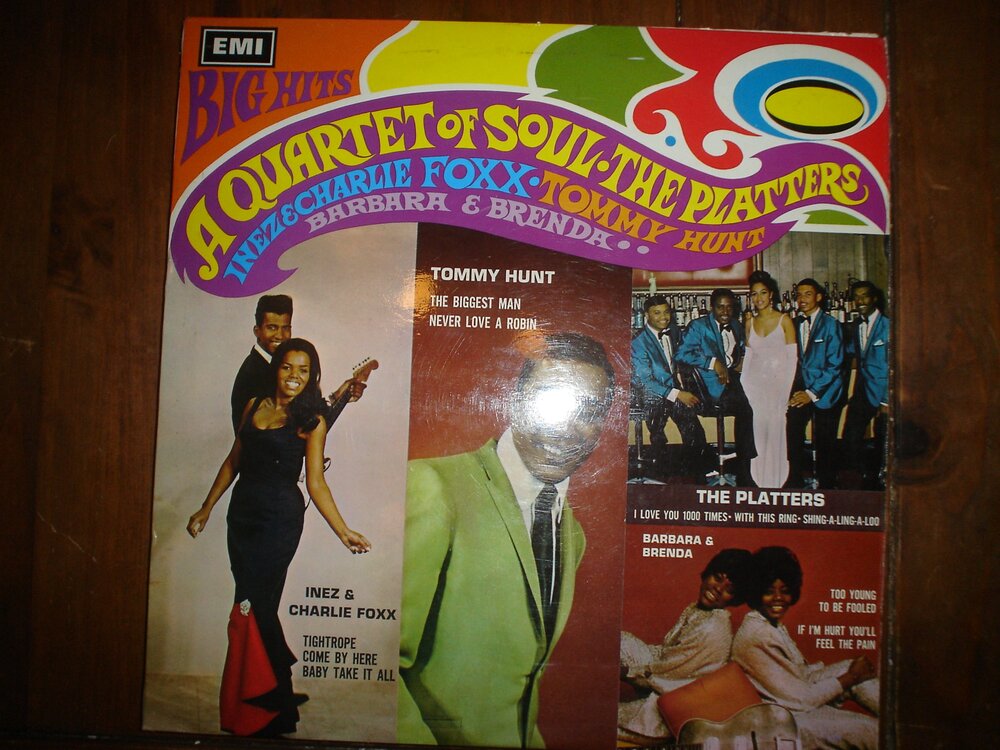 EMI
BIG HITS
A QUARTET OF SOUL · THE PLATTERS
INEZ & CHARLIE FOXX · TOMMY HUNT
BARBARA & BRENDA · ·
TOMMY HUNT
THE BIGGEST MAN
NEVER LOVE A ROBIN
THE PLATTERS
I LOVE YOU 1000 TIMES · WITH THIS RING · SHING-A-LING-A-LOO
BARBARA &
BRENDA
TOO YOUNG
TO BE FOOLED
IF I'M HURT YOU'LL
FEEL THE PAIN
INEZ &
CHARLIE FOXX
TIGHTROPE
COME BY HERE
BABY TAKE IT ALL